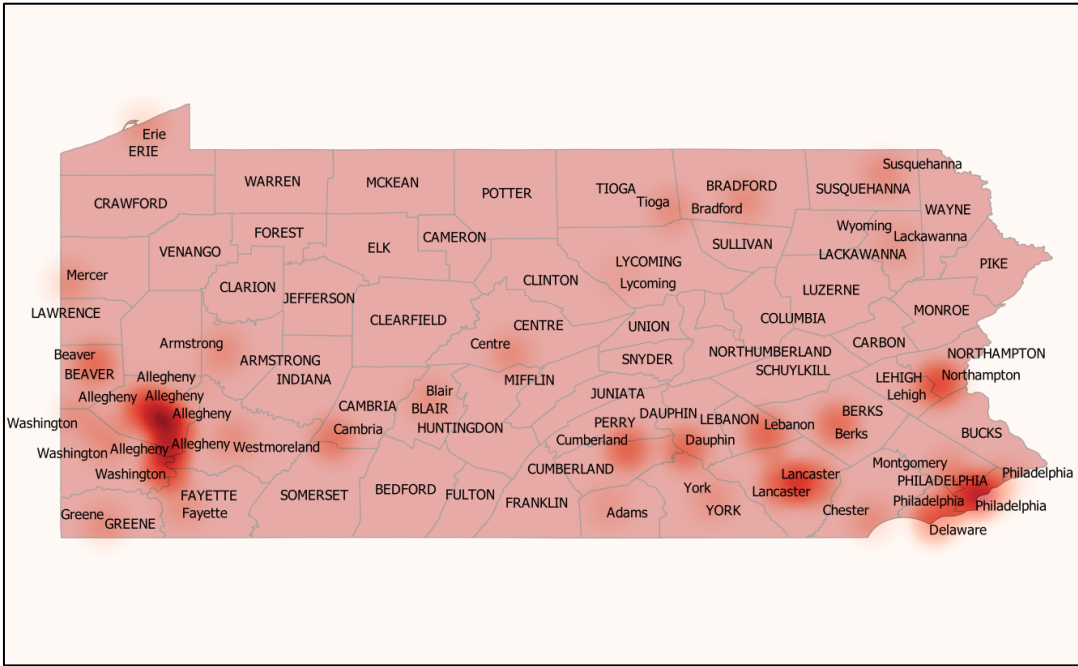 Erie
ERIE
Susquehanna
WARREN
MCKEAN
POTTER
TIOGA
BRADFORD
SUSQUEHANNA
CRAWFORD
Tioga
Bradford
WAYNE
FOREST
CAMERON
Wyoming
Lackawanna
VENANGO
ELK
SULLIVAN
LACKAWANNA
LYCOMING
PIKE
Mercer
CLARION
JEFFERSON
CLINTON
Lycoming
LUZERNE
LAWRENCE
CLEARFIELD
CENTRE
UNION
COLUMBIA
MONROE
Beaver
Armstrong
Centre
CARBON
BEAVER
ARMSTRONG
SNYDER
NORTHUMBERLAND
NORTHAMPTON
Allegheny
INDIANA
MIFFLIN
SCHUYLKILL
LEHIGH
Northampton
Allegheny
Allegheny
Blair
JUNIATA
Lehigh
Allegheny
CAMBRIA
BLAIR
DAUPHIN
LEBANON
BERKS
Washington
Cambria
HUNTINGDON
PERRY
Lebanon
Berks
BUCKS
Washington
Allegheny
Allegheny
Westmoreland
Cumberland
Dauphin
Washington
CUMBERLAND
Lancaster
Montgomery
Philadelphia
FAYETTE
SOMERSET
BEDFORD
FULTON
FRANKLIN
York
Lancaster
PHILADELPHIA
Greene
GREENE
Fayette
Adams
YORK
Chester
Philadelphia
Philadelphia
Delaware